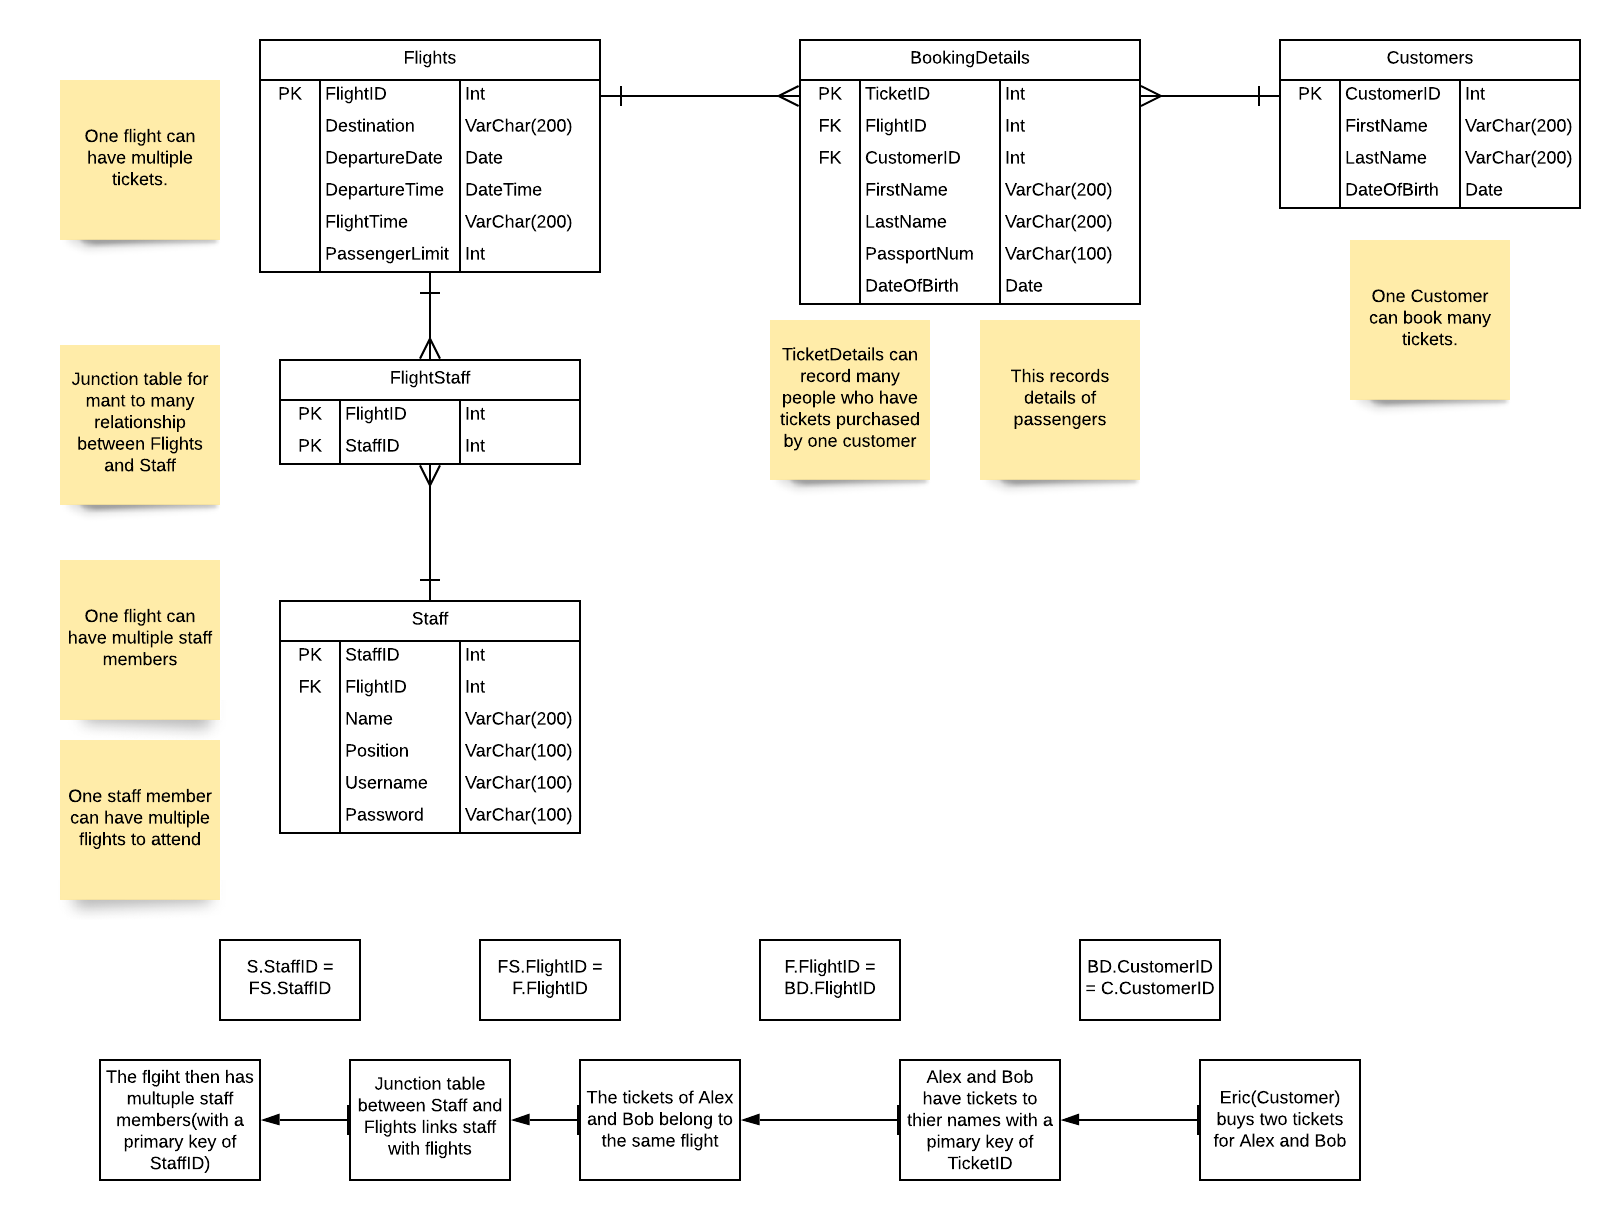 Flights
PK FlightID Int
Destination VarChar(200)
DepartureDate Date
DepartureTime DateTime
FlightTime VarChar(200)
PassengerLimit Int
BookingDetails
PK TicketID Int
FK FlightID Int
FK CustomerID Int
FirstName VarChar(200)
LastName VarChar(200)
PassportNum VarChar(100)
DateOfBirth Date
Customers
PK CustomerID Int
FirstName VarChar(200)
LastName VarChar(200)
DateOfBirth Date
One flight can
have multiple
tickets.
One Customer
can book many
tickets.
TicketDetails can
record many
people who have
tickets purchased
by one customer
This records
details of
passengers
Junction table for
mant to many
relationship
between Flights
and Staff
FlightStaff
PK FlightID Int
PK StaffID Int
One flight can
have multiple staff
members
Staff
PK StaffID Int
FK FlightID Int
Name VarChar(200)
Position VarChar(100)
Username VarChar(100)
Password VarChar(100)
One staff member
can have multiple
flights to attend
S.StaffID =
FS.StaffID
FS.FlightID =
F.FlightID
F.FlightID =
BD.FlightID
BD.CustomerID
= C.CustomerID
The flgiht then has
multuple staff
members(with a
primary key of
StaffID)
Junction table
between Staff and
Flights links staff
with flights
The tickets of Alex
and Bob belong to
the same flight
Alex and Bob
have tickets to
thier names with a
pimary key of
TicketID
Eric(Customer)
buys two tickets
for Alex and Bob